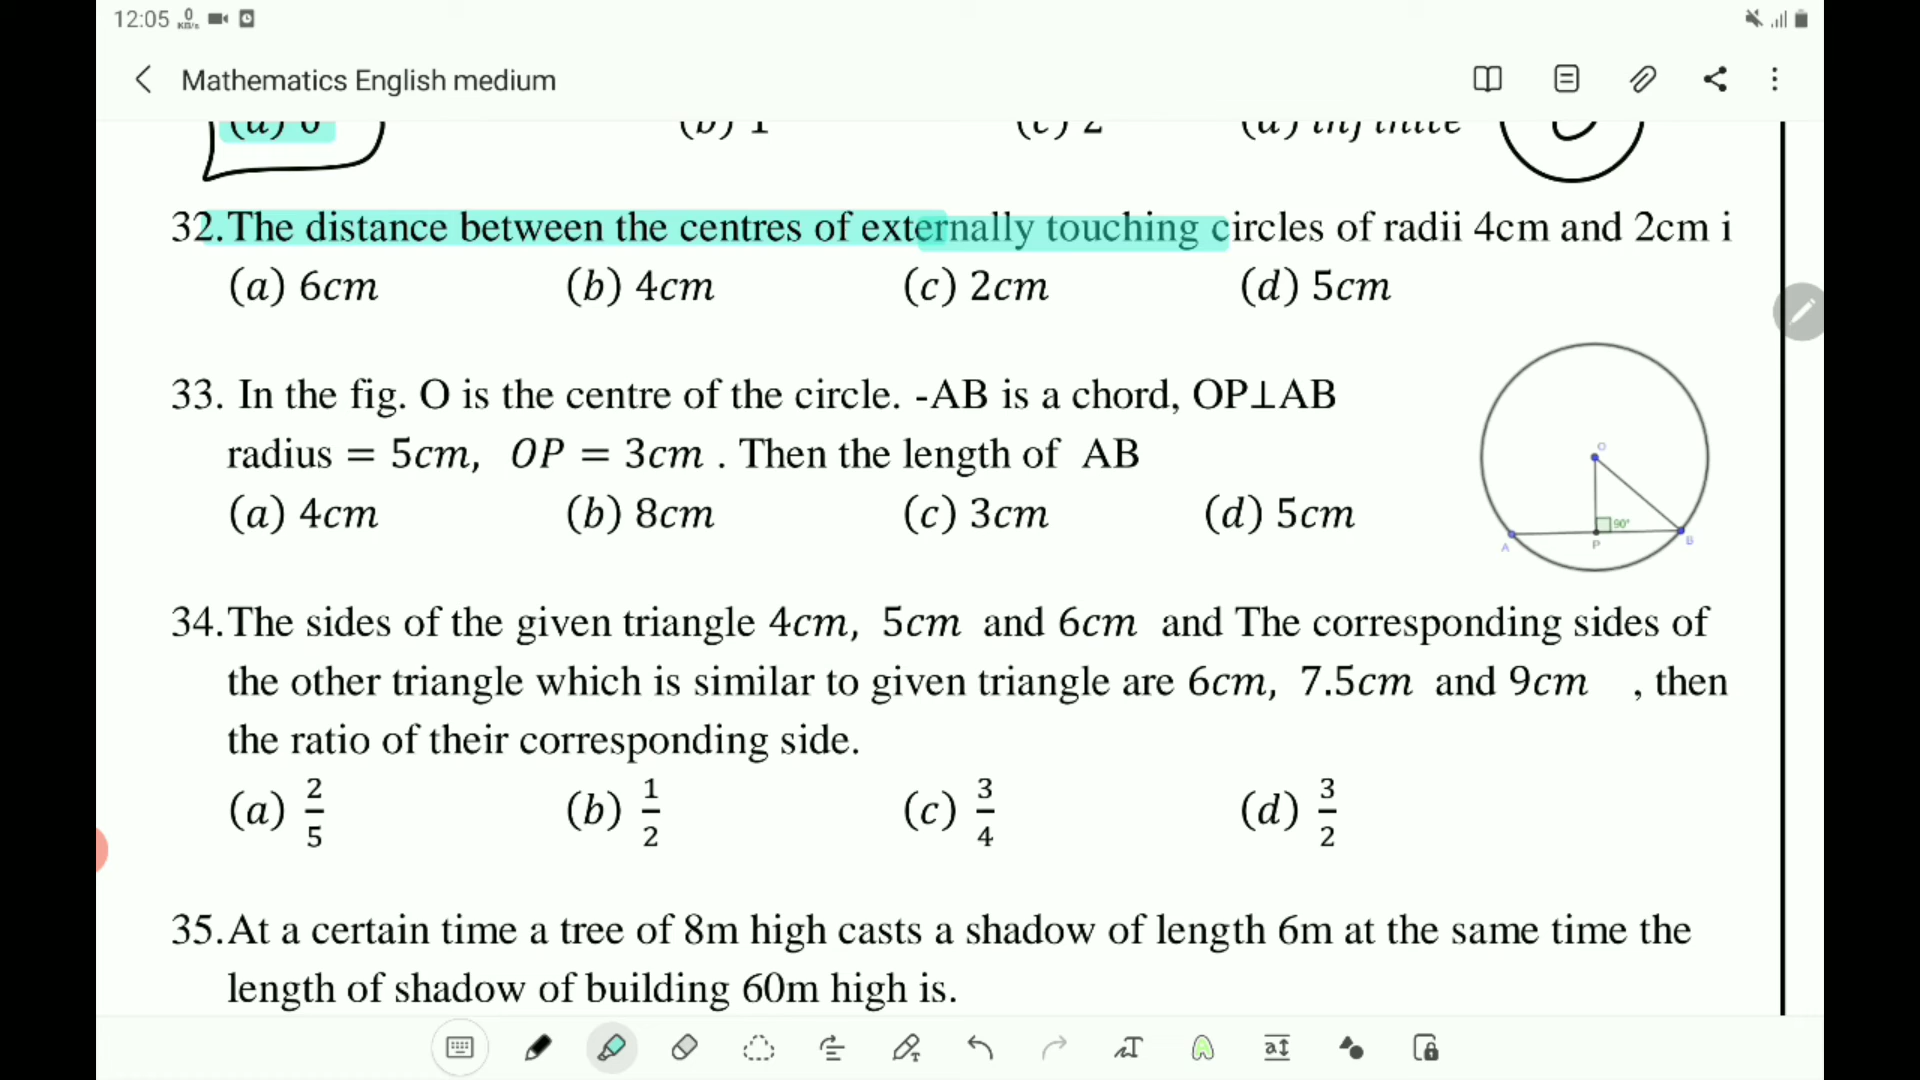 12:05 0 KB/s
Mathematics English medium
32. The distance between the centres of externally touching circles of radii 4cm and 2cm i
(a) 6cm (b) 4cm (c) 2cm (d) 5cm
33. In the fig. O is the centre of the circle. -AB is a chord, OP⊥AB
radius = 5cm, OP = 3cm . Then the length of AB
(a) 4cm (b) 8cm (c) 3cm (d) 5cm
O
90°
A P B
34. The sides of the given triangle 4cm, 5cm and 6cm and The corresponding sides of
the other triangle which is similar to given triangle are 6cm, 7.5cm and 9cm , then
the ratio of their corresponding side.
(a) 2/5 (b) 1/2 (c) 3/4 (d) 3/2
35. At a certain time a tree of 8m high casts a shadow of length 6m at the same time the
length of shadow of building 60m high is.